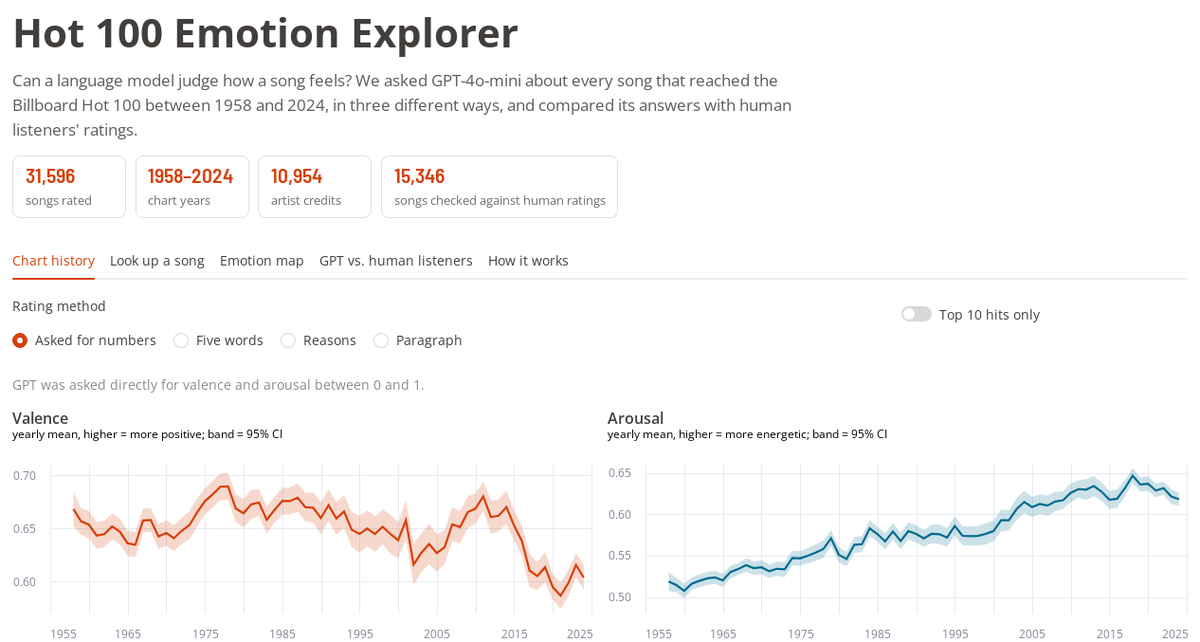 Hot 100 Emotion Explorer
Can a language model judge how a song feels? We asked GPT-4o-mini about every song that reached the
Billboard Hot 100 between 1958 and 2024, in three different ways, and compared its answers with human
listeners' ratings.
31,596
songs rated
1958–2024
chart years
10,954
artist credits
15,346
songs checked against human ratings
Chart history
Look up a song
Emotion map
GPT vs. human listeners
How it works
Rating method
Top 10 hits only
Asked for numbers
Five words
Reasons
Paragraph
GPT was asked directly for valence and arousal between 0 and 1.
Valence
yearly mean, higher = more positive; band = 95% CI
0.70
0.65
0.60
1955 1965 1975 1985 1995 2005 2015 2025
Arousal
yearly mean, higher = more energetic; band = 95% CI
0.65
0.60
0.55
0.50
1955 1965 1975 1985 1995 2005 2015 2025